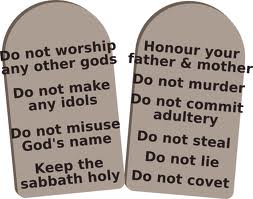 Do not worship
any other gods
Do not make
any idols
Do not misuse
God's name
Keep the
sabbath holy
Honour your
father & mother
Do not murder
Do not commit
adultery
Do not steal
Do not lie
Do not covet